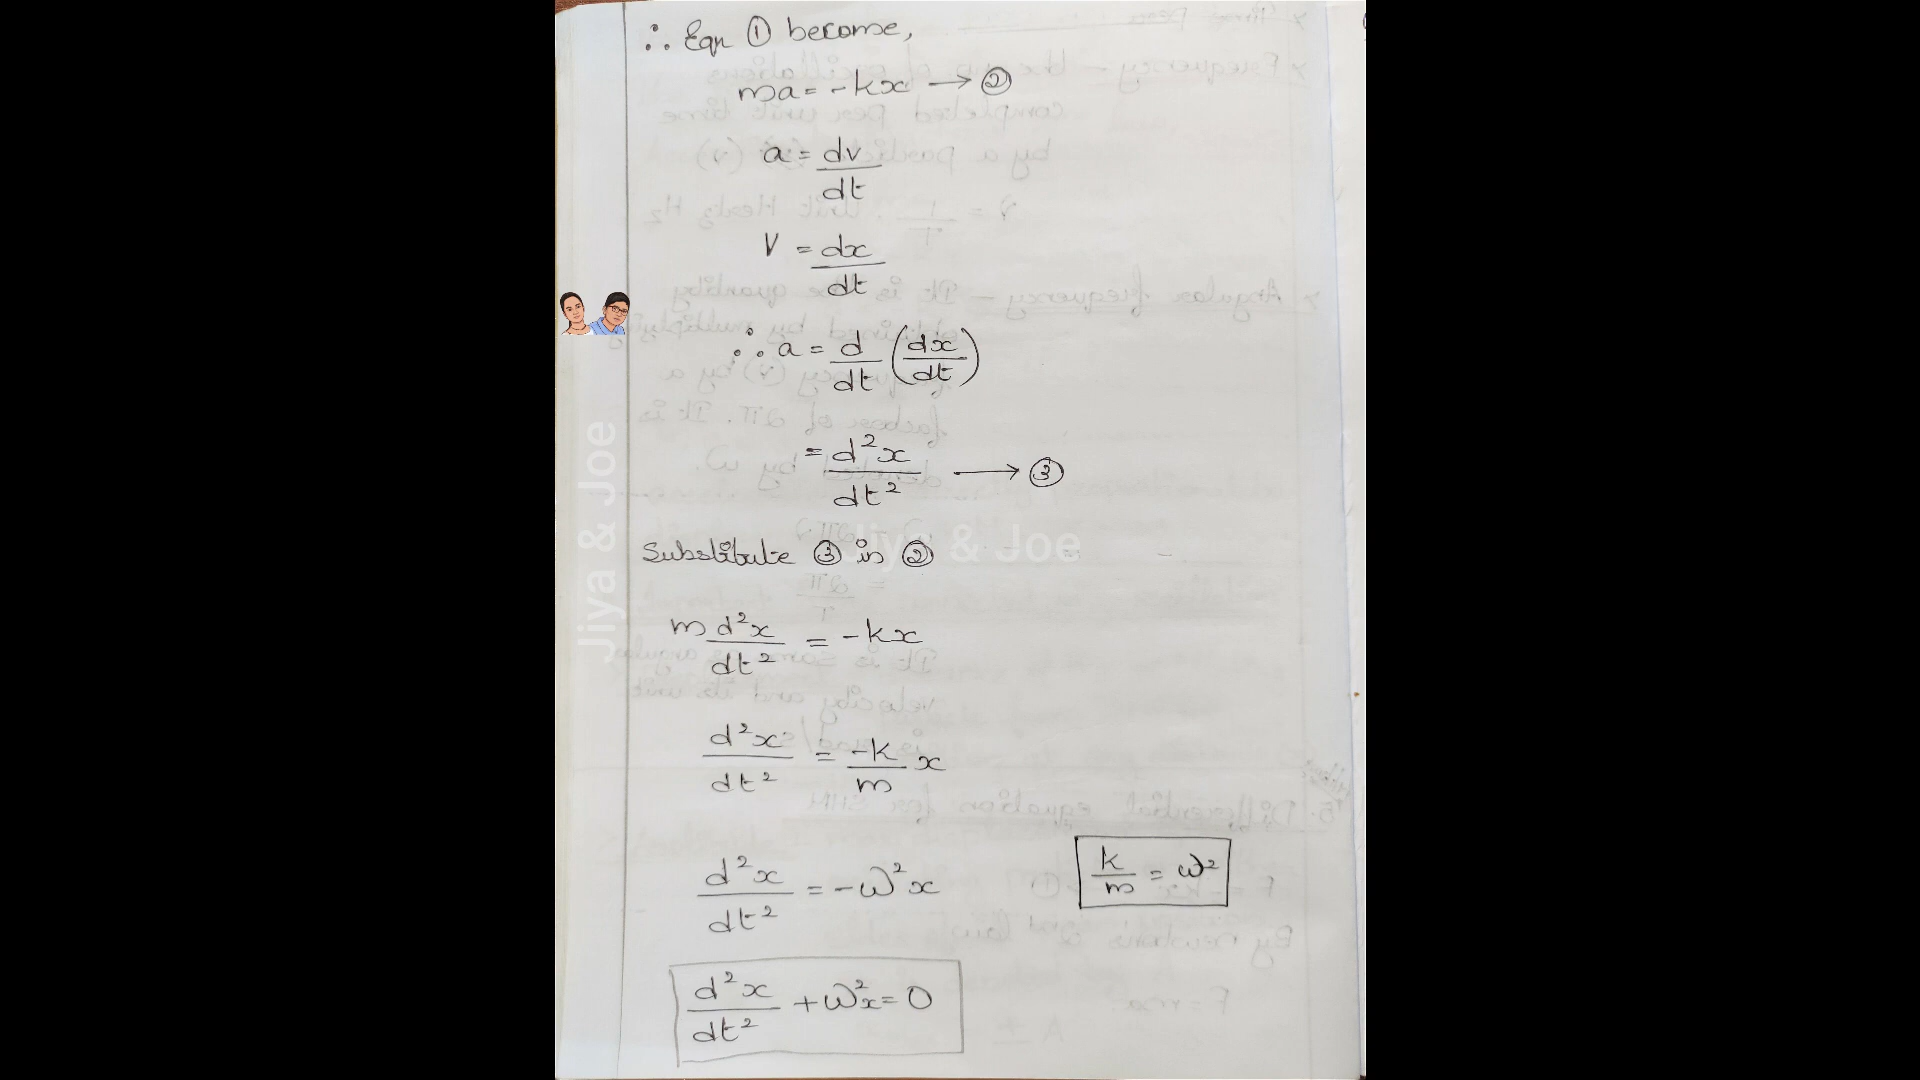 ∴ Eqn ① become,
ma = -kx → ②
a = dv/dt
V = dx/dt
∴ a = d/dt (dx/dt)
= d²x/dt² → ③
Substitute ③ in ②
m d²x/dt² = -kx
d²x/dt² = -k/m x
d²x/dt² = -ω²x
k/m = ω²
d²x/dt² + ω²x = 0
Jiya & Joe
Jiya & Joe